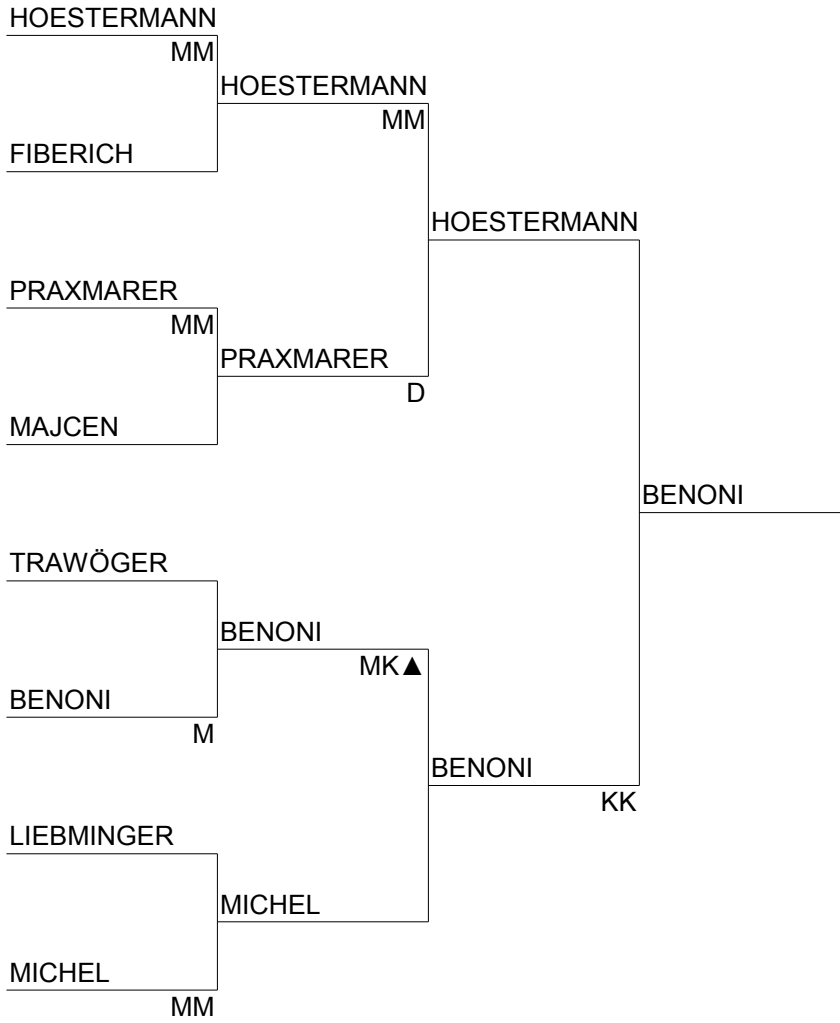 HOESTERMANN
MM
HOESTERMANN
MM
FIBERICH
HOESTERMANN
PRAXMARER
MM
PRAXMARER
D
MAJCEN
BENONI
TRAWÖGER
BENONI
MK▲
BENONI
M
BENONI
KK
LIEBMINGER
MICHEL
MICHEL
MM